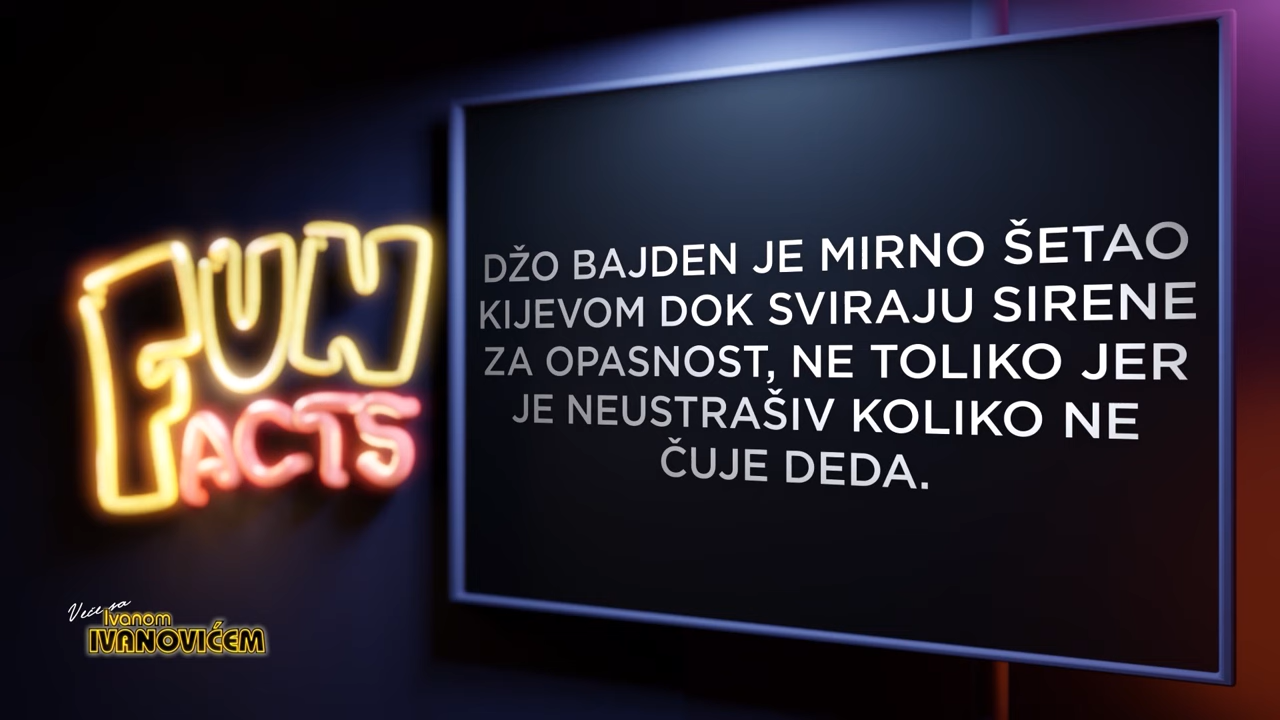 FUN
FACTS
DŽO BAJDEN JE MIRNO ŠETAO
KIJEVOM DOK SVIRAJU SIRENE
ZA OPASNOST, NE TOLIKO JER
JE NEUSTRAŠIV KOLIKO NE
ČUJE DEDA.
Veče sa
Ivanom
IVANOVIĆEM